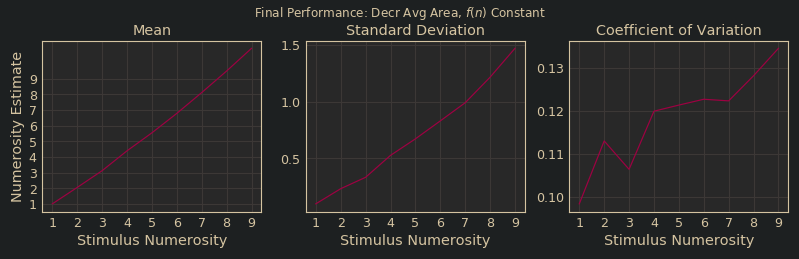 Final Performance: Decr Avg Area, f(n) Constant
Mean
Numerosity Estimate
9
8
7
6
5
4
3
2
1
1 2 3 4 5 6 7 8 9
Stimulus Numerosity
Standard Deviation
1.5
1.0
0.5
1 2 3 4 5 6 7 8 9
Stimulus Numerosity
Coefficient of Variation
0.13
0.12
0.11
0.10
1 2 3 4 5 6 7 8 9
Stimulus Numerosity